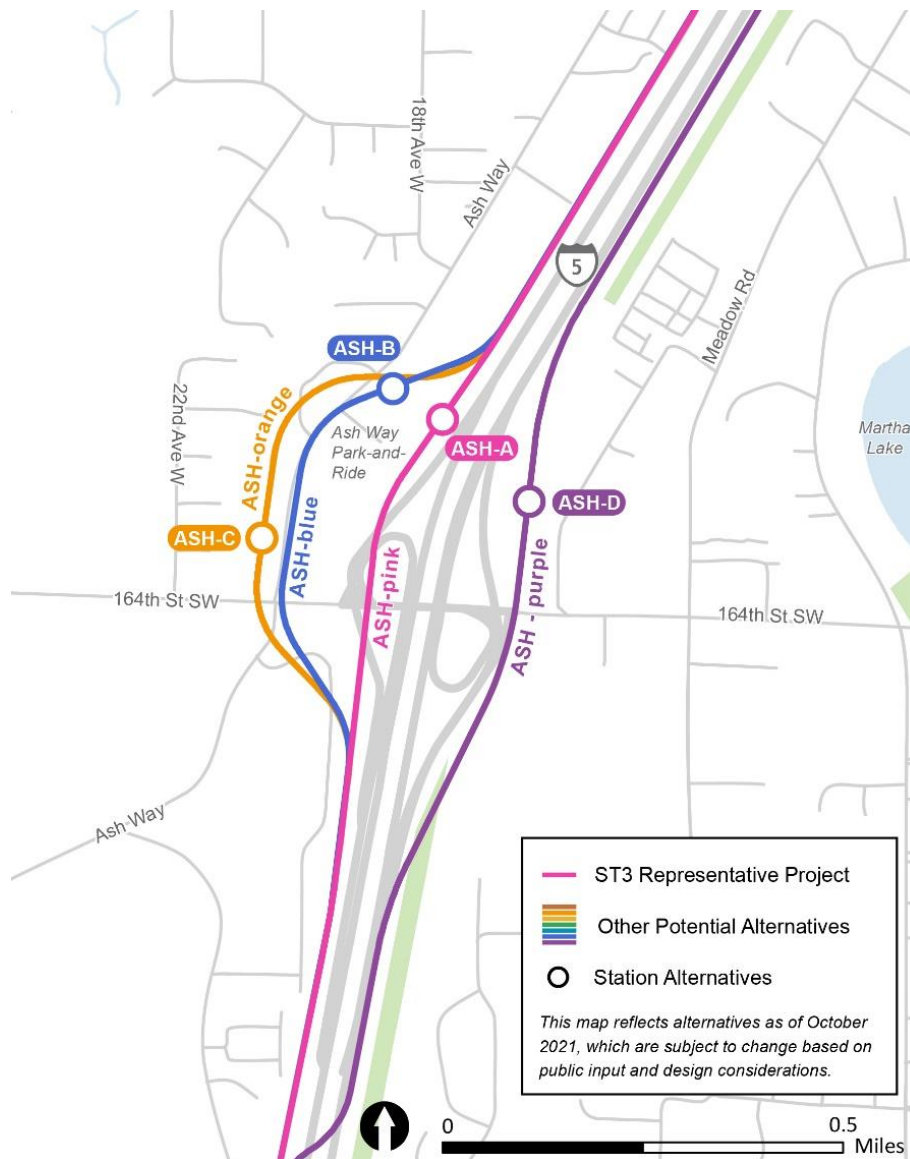 18th Ave W
Ash Way
5
Meadow Rd
ASH-B
22nd Ave W
ASH-orange
Ash Way
Park-and-
Ride
ASH-A
Martha
Lake
ASH-C
ASH-blue
ASH-D
ASH-pink
ASH - purple
164th St SW
164th St SW
Ash Way
ST3 Representative Project
Other Potential Alternatives
Station Alternatives
This map reflects alternatives as of October
2021, which are subject to change based on
public input and design considerations.
0
0.5
Miles